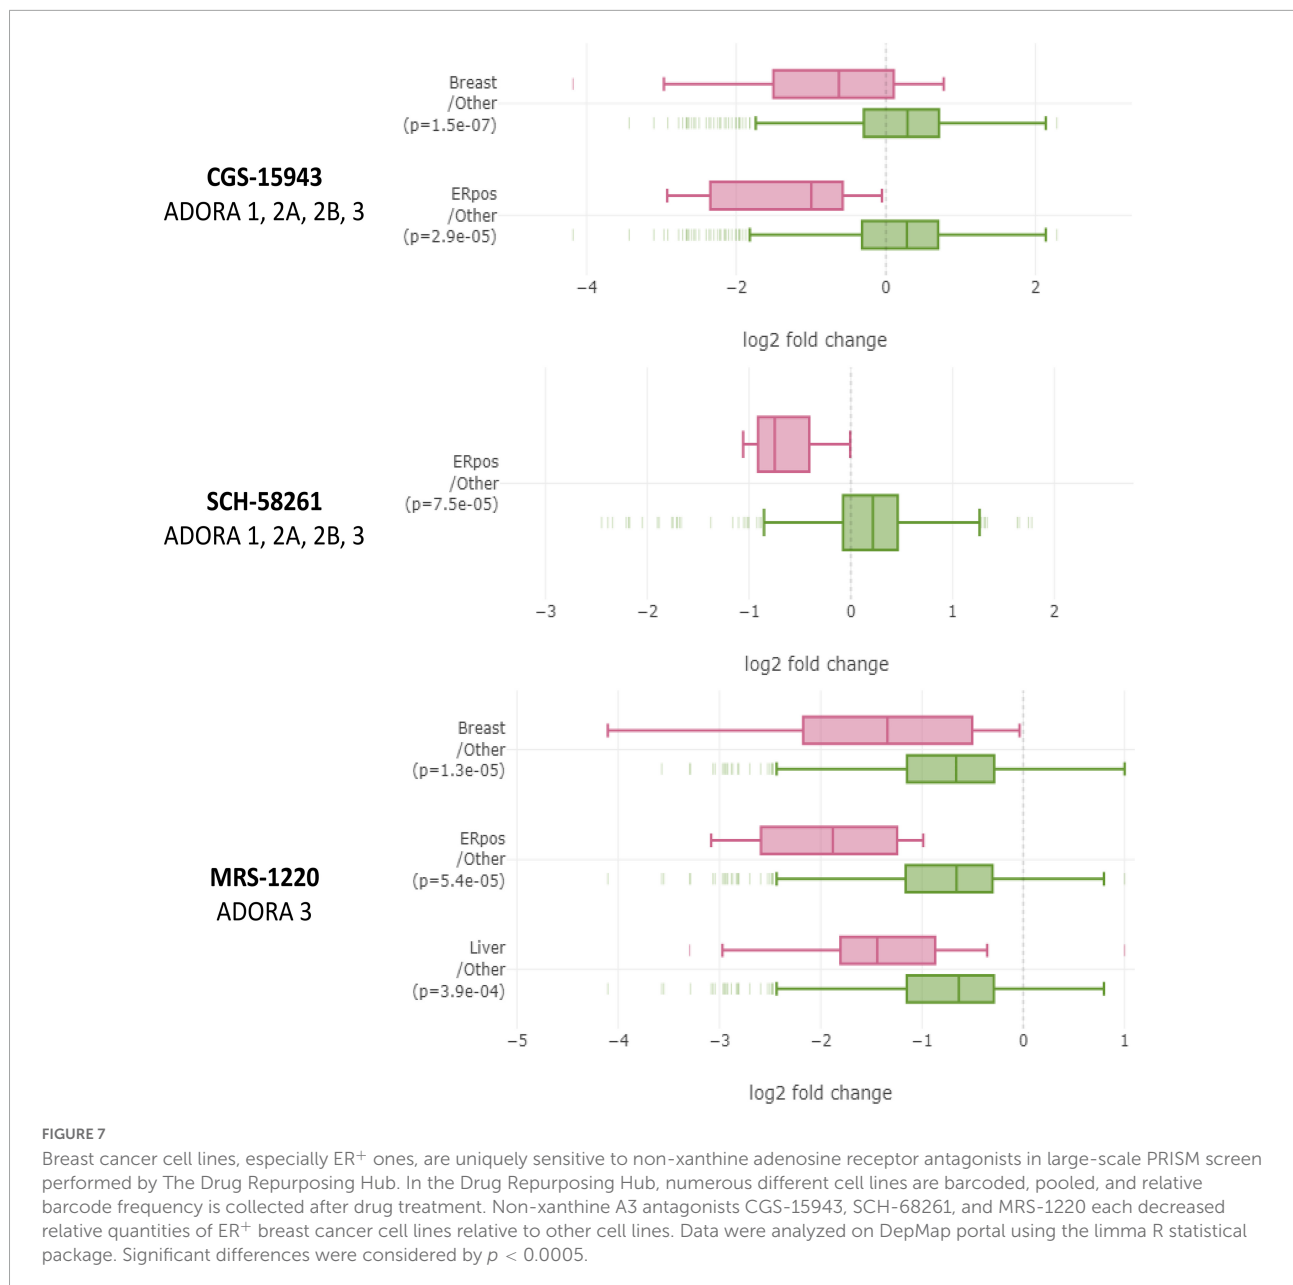 Breast
/Other
(p=1.5e-07)
CGS-15943
ADORA 1, 2A, 2B, 3
ERpos
/Other
(p=2.9e-05)
−4 −2 0 2
log2 fold change
ERpos
/Other
(p=7.5e-05)
SCH-58261
ADORA 1, 2A, 2B, 3
−3 −2 −1 0 1 2
log2 fold change
Breast
/Other
(p=1.3e-05)
ERpos
/Other
(p=5.4e-05)
MRS-1220
ADORA 3
Liver
/Other
(p=3.9e-04)
−5 −4 −3 −2 −1 0 1
log2 fold change
FIGURE 7
Breast cancer cell lines, especially ER+ ones, are uniquely sensitive to non-xanthine adenosine receptor antagonists in large-scale PRISM screen
performed by The Drug Repurposing Hub. In the Drug Repurposing Hub, numerous different cell lines are barcoded, pooled, and relative
barcode frequency is collected after drug treatment. Non-xanthine A3 antagonists CGS-15943, SCH-68261, and MRS-1220 each decreased
relative quantities of ER+ breast cancer cell lines relative to other cell lines. Data were analyzed on DepMap portal using the limma R statistical
package. Significant differences were considered by p < 0.0005.